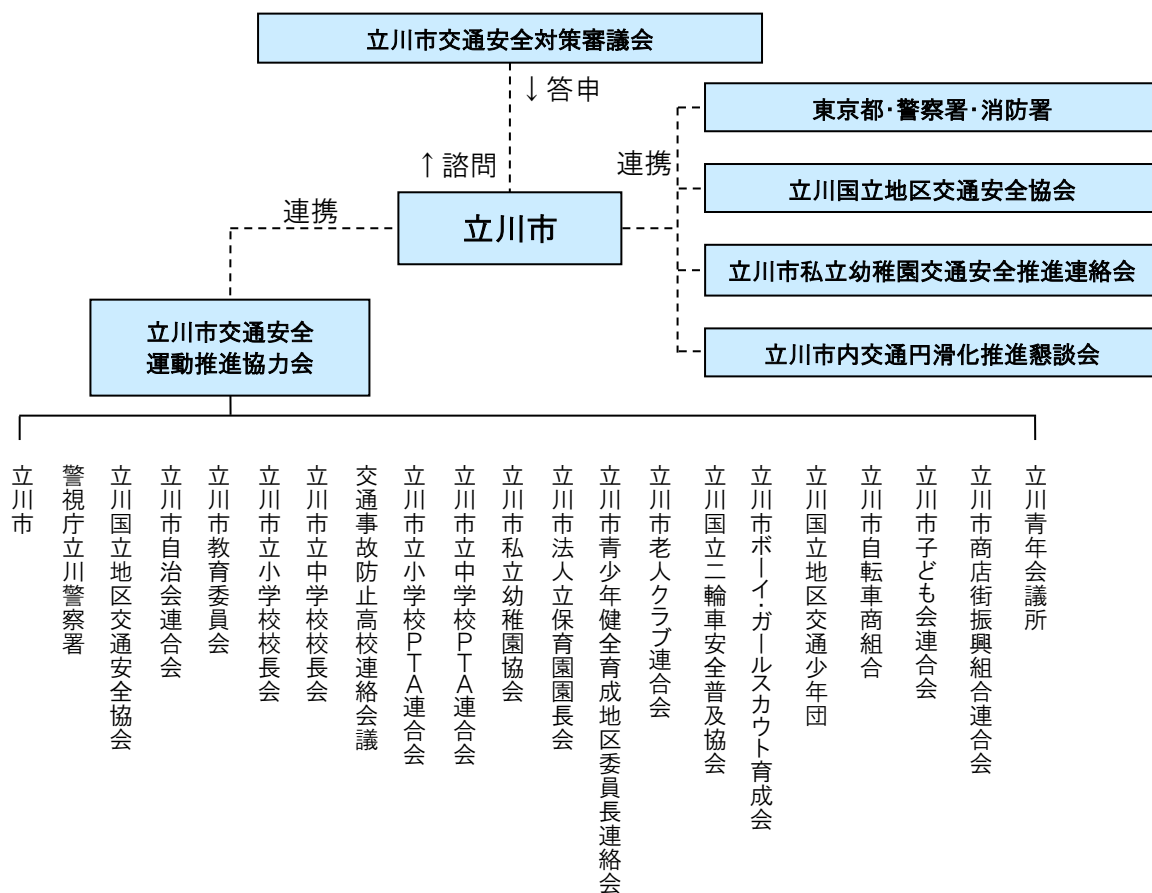 立川市交通安全対策審議会
↓答申
↑諮問
立川市
連携
連携
東京都・警察署・消防署
立川国立地区交通安全協会
立川市私立幼稚園交通安全推進連絡会
立川市内交通円滑化推進懇談会
立川市交通安全
運動推進協力会
立川市
警視庁立川警察署
立川国立地区交通安全協会
立川市自治会連合会
立川市教育委員会
立川市立小学校校長会
立川市立中学校校長会
交通事故防止高校連絡会議
立川市立小学校PTA連合会
立川市立中学校PTA連合会
立川市私立幼稚園協会
立川市法人立保育園園長会
立川市青少年健全育成地区委員長連絡会
立川市老人クラブ連合会
立川国立二輪車安全普及協会
立川市ボーイ・ガールスカウト育成会
立川国立地区交通少年団
立川市自転車商組合
立川市子ども会連合会
立川市商店街振興組合連合会
立川青年会議所